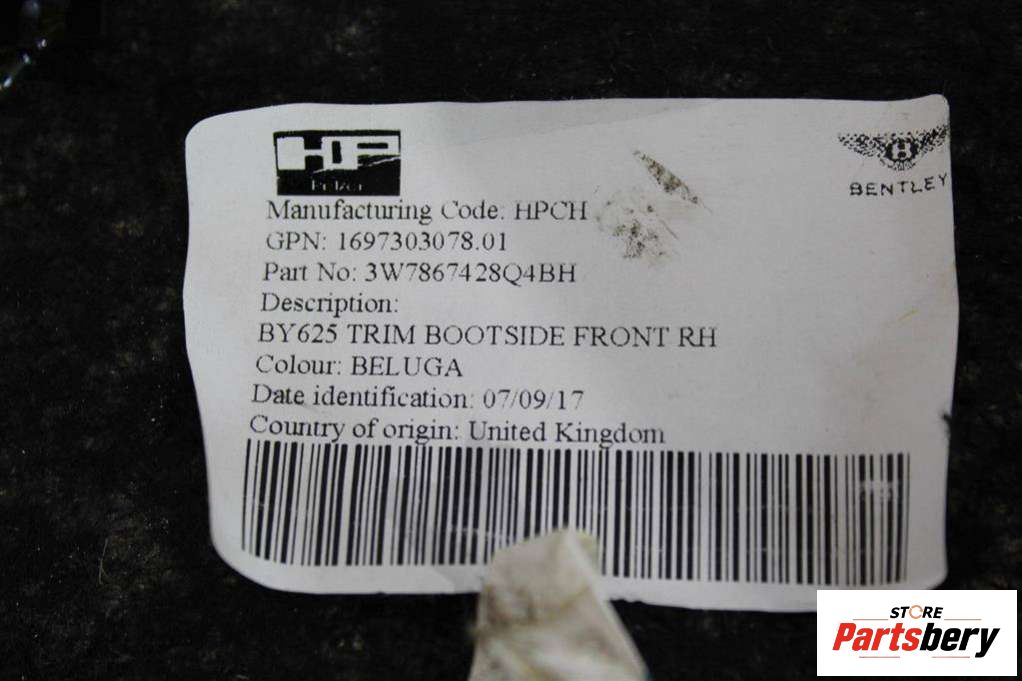 HP
Pelzer
BENTLEY
Manufacturing Code: HPCH
GPN: 1697303078.01
Part No: 3W7867428Q4BH
Description:
BY625 TRIM BOOTSIDE FRONT RH
Colour: BELUGA
Date identification: 07/09/17
Country of origin: United Kingdom
STORE
Partsbery